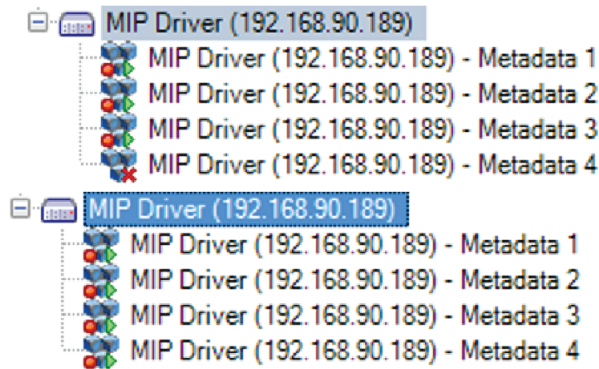 MIP Driver (192.168.90.189)
MIP Driver (192.168.90.189) - Metadata 1
MIP Driver (192.168.90.189) - Metadata 2
MIP Driver (192.168.90.189) - Metadata 3
MIP Driver (192.168.90.189) - Metadata 4
MIP Driver (192.168.90.189)
MIP Driver (192.168.90.189) - Metadata 1
MIP Driver (192.168.90.189) - Metadata 2
MIP Driver (192.168.90.189) - Metadata 3
MIP Driver (192.168.90.189) - Metadata 4